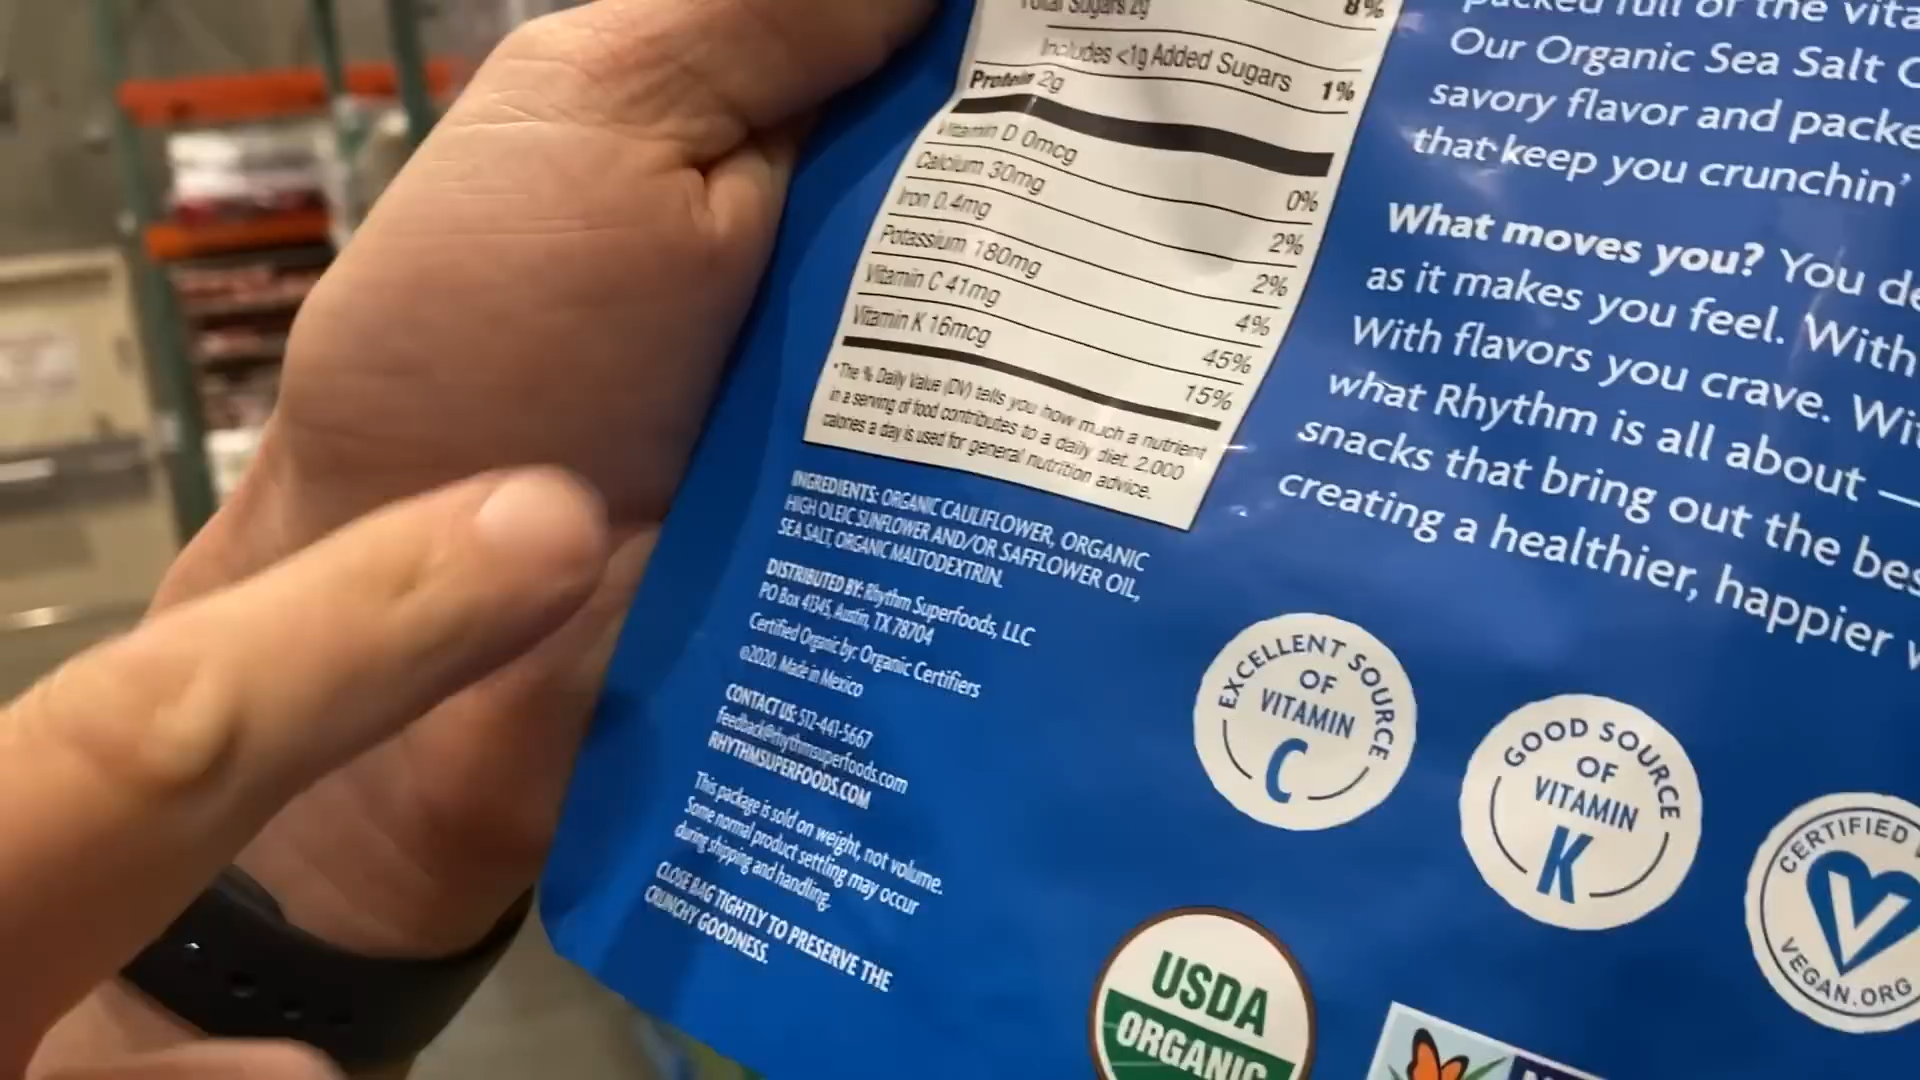 Total Sugars 2g 8%
Includes <1g Added Sugars 1%
Protein 2g
Vitamin D 0mcg 0%
Calcium 30mg 2%
Iron 0.4mg 2%
Potassium 180mg 4%
Vitamin C 41mg 45%
Vitamin K 16mcg 15%
*The % Daily Value (DV) tells you how much a nutrient
in a serving of food contributes to a daily diet. 2,000
calories a day is used for general nutrition advice.
INGREDIENTS: ORGANIC CAULIFLOWER, ORGANIC
HIGH OLEIC SUNFLOWER AND/OR SAFFLOWER OIL,
SEA SALT, ORGANIC MALTODEXTRIN.
DISTRIBUTED BY: Rhythm Superfoods, LLC
PO Box 41345, Austin, TX 78704
Certified Organic by: Organic Certifiers
©2020. Made in Mexico
CONTACT US: 512-441-5667
feedback@rhythmsuperfoods.com
RHYTHMSUPERFOODS.COM
This package is sold on weight, not volume.
Some normal product settling may occur
during shipping and handling.
CLOSE BAG TIGHTLY TO PRESERVE THE
CRUNCHY GOODNESS.
packed full of the vita
Our Organic Sea Salt C
savory flavor and packe
that keep you crunchin'
What moves you? You de
as it makes you feel. With
With flavors you crave. Wit
what Rhythm is all about —
snacks that bring out the bes
creating a healthier, happier w
EXCELLENT SOURCE
OF
VITAMIN
C
GOOD SOURCE
OF
VITAMIN
K
CERTIFIED
V
VEGAN.ORG
USDA
ORGANIC